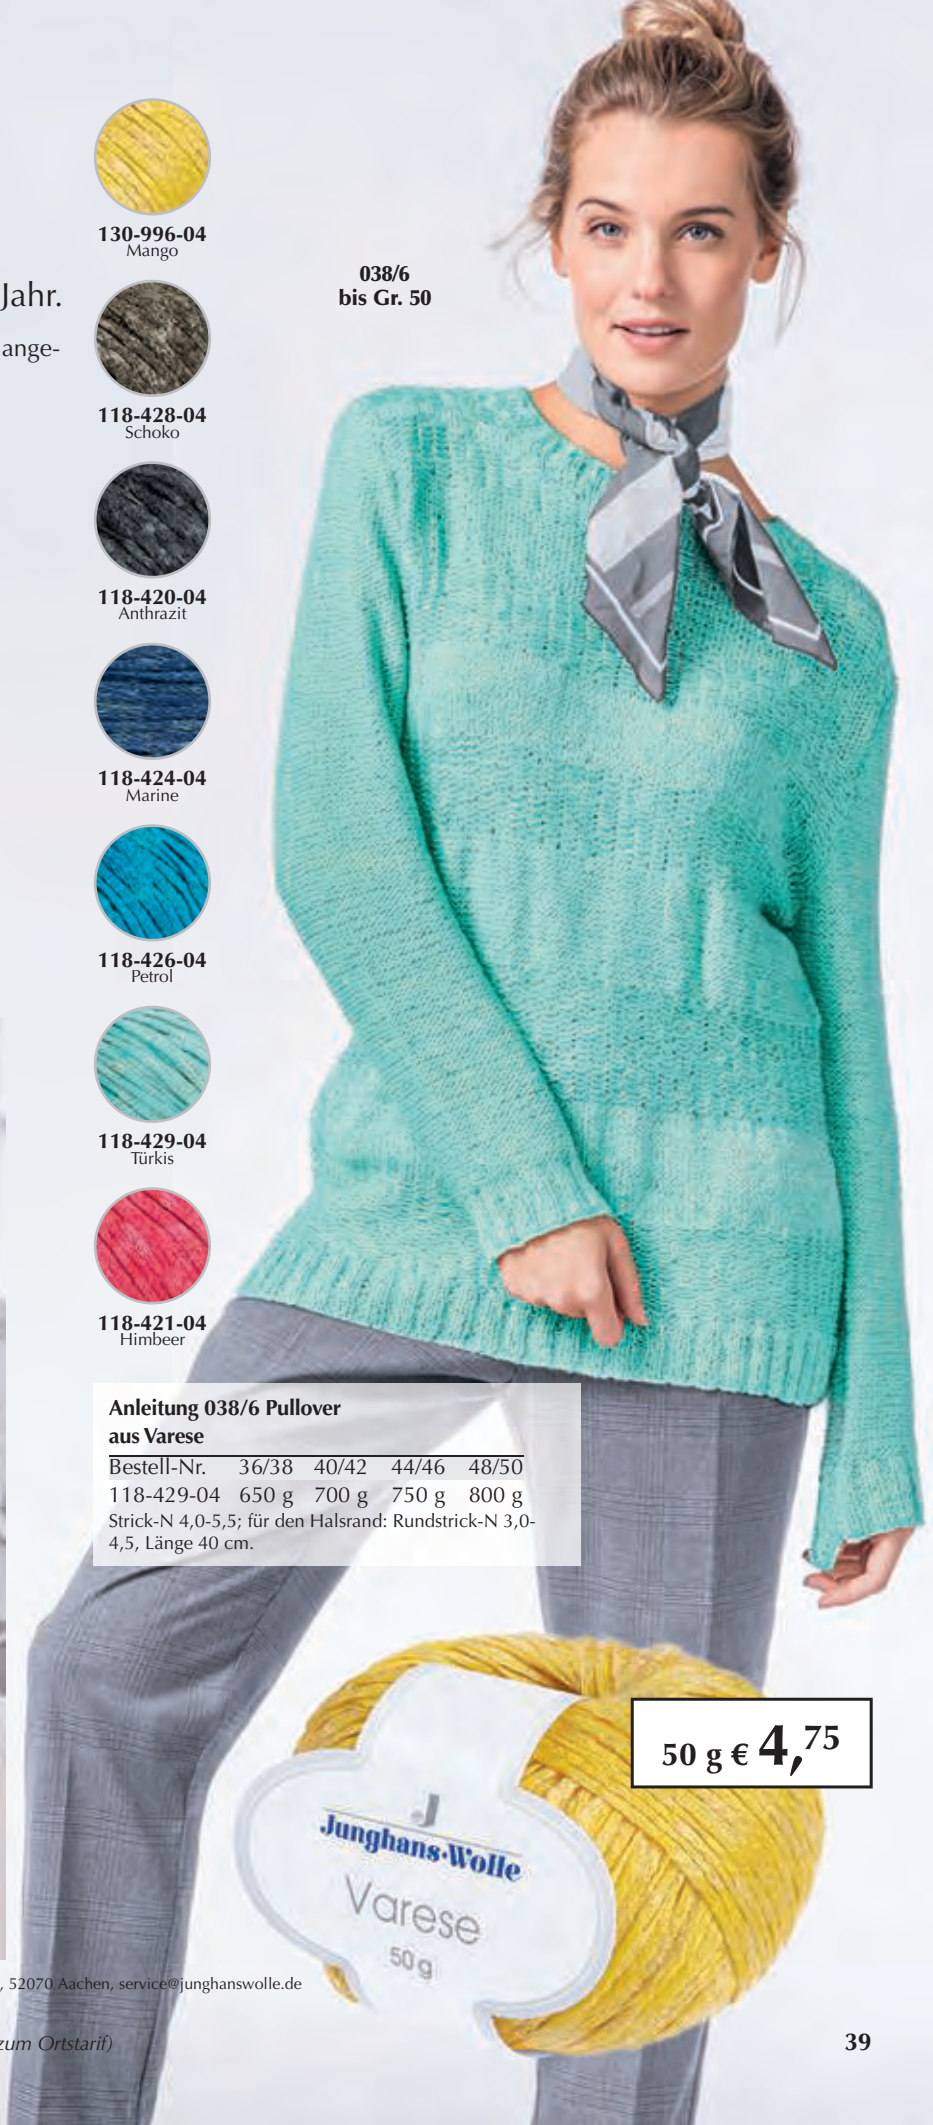 130-996-04
Mango
Jahr.
ange-
038/6
bis Gr. 50
118-428-04
Schoko
118-420-04
Anthrazit
118-424-04
Marine
118-426-04
Petrol
118-429-04
Türkis
118-421-04
Himbeer
Anleitung 038/6 Pullover
aus Varese
Bestell-Nr. 36/38 40/42 44/46 48/50
118-429-04 650 g 700 g 750 g 800 g
Strick-N 4,0-5,5; für den Halsrand: Rundstrick-N 3,0-
4,5, Länge 40 cm.
50 g € 4,75
J
Junghans-Wolle
Varese
50 g
, 52070 Aachen, service@junghanswolle.de
zum Ortstarif)
39